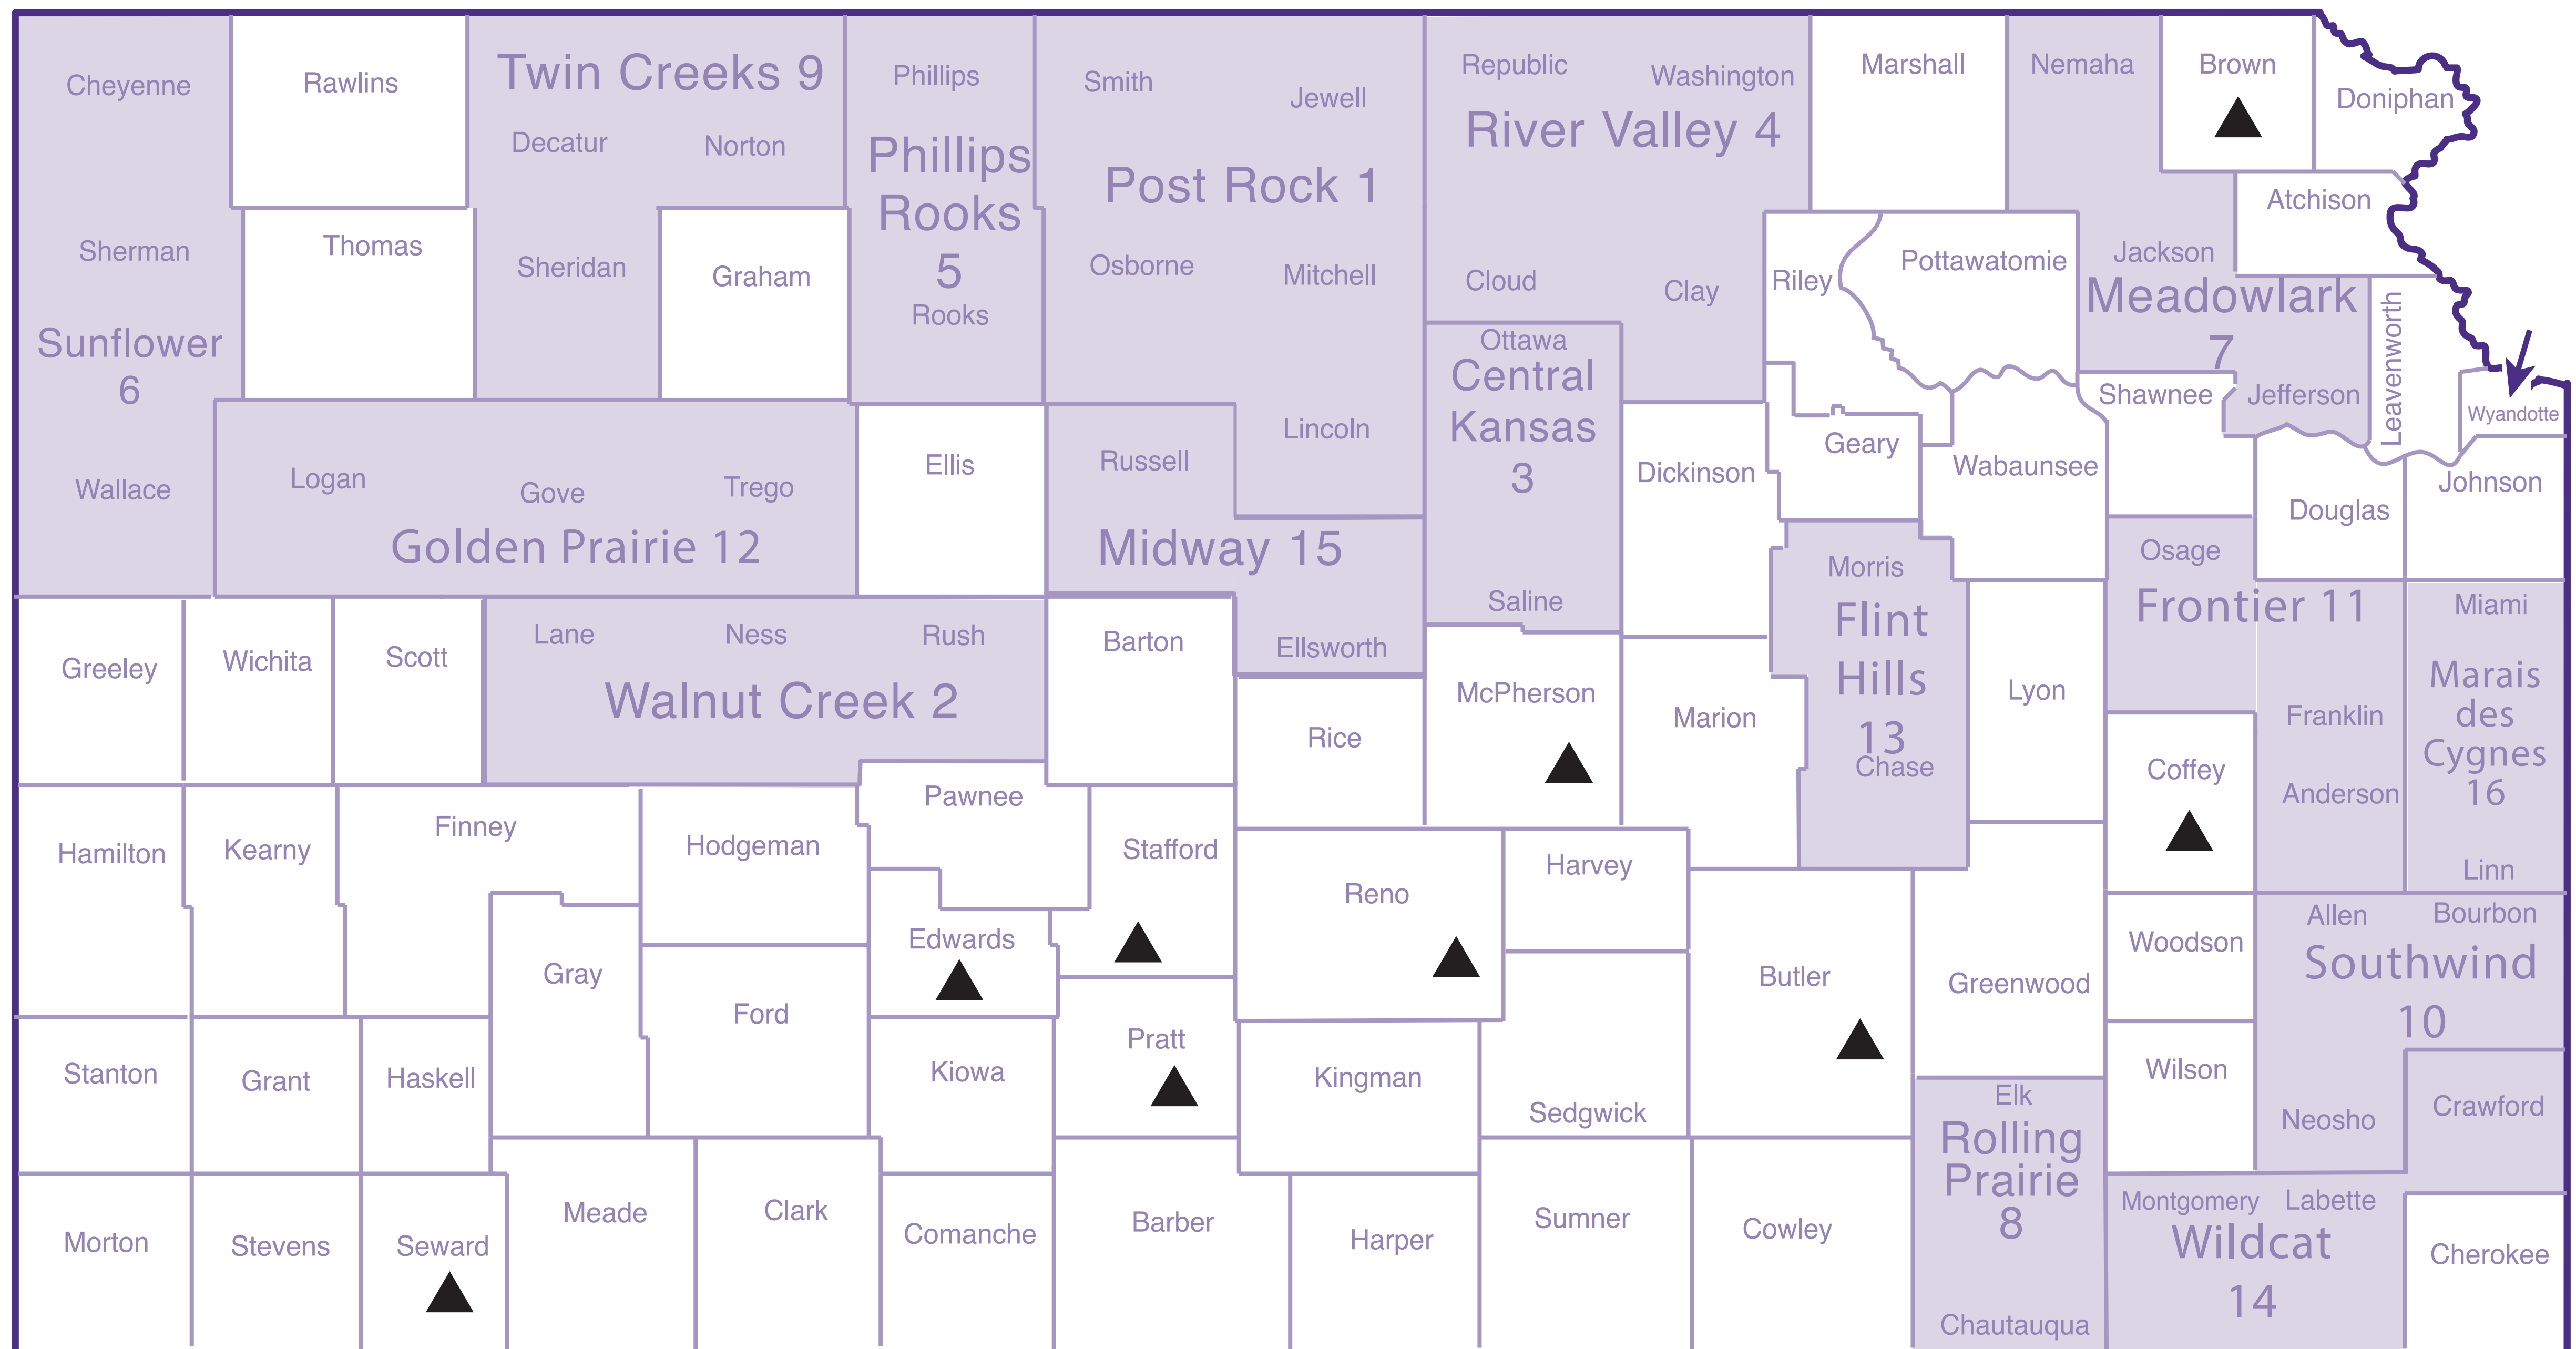 Cheyenne
Rawlins
Twin Creeks 9
Decatur
Norton
Phillips
Phillips
Rooks
5
Rooks
Smith
Jewell
Post Rock 1
Osborne
Mitchell
Lincoln
Republic
Washington
River Valley 4
Cloud
Clay
Marshall
Nemaha
Brown
Doniphan
Atchison
Sherman
Thomas
Sheridan
Graham
Sunflower
6
Wallace
Riley
Pottawatomie
Jackson
Meadowlark
7
Jefferson
Leavenworth
Shawnee
Wyandotte
Ottawa
Central
Kansas
3
Saline
Logan
Gove
Trego
Golden Prairie 12
Ellis
Russell
Midway 15
Ellsworth
Dickinson
Geary
Wabaunsee
Douglas
Johnson
Morris
Flint
Hills
13
Chase
Osage
Frontier 11
Franklin
Anderson
Miami
Marais
des
Cygnes
16
Linn
Greeley
Wichita
Scott
Lane
Ness
Rush
Walnut Creek 2
Barton
Rice
McPherson
Marion
Lyon
Coffey
Hamilton
Kearny
Finney
Hodgeman
Pawnee
Stafford
Edwards
Reno
Harvey
Gray
Ford
Butler
Greenwood
Woodson
Allen
Bourbon
Southwind
10
Neosho
Stanton
Grant
Haskell
Kiowa
Pratt
Kingman
Sedgwick
Wilson
Crawford
Elk
Rolling
Prairie
8
Chautauqua
Morton
Stevens
Seward
Meade
Clark
Comanche
Barber
Harper
Sumner
Cowley
Montgomery
Labette
Wildcat
14
Cherokee